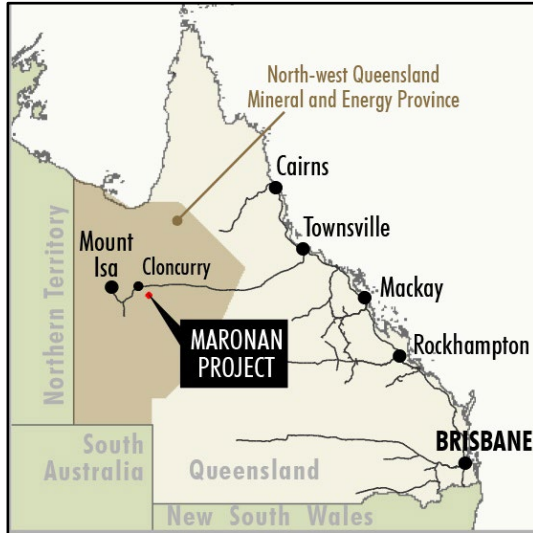 North-west Queensland
Mineral and Energy Province
Cairns
Townsville
Mount
Isa
Cloncurry
Mackay
Northern Territory
MARONAN
PROJECT
Rockhampton
South
Australia
Queensland
BRISBANE
New South Wales